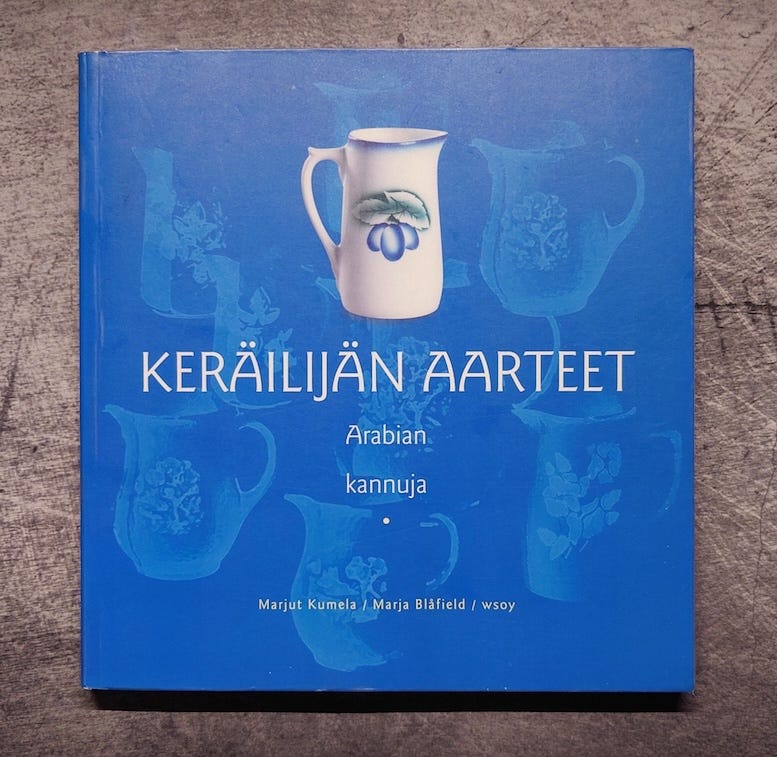 KERÄILIJÄN AARTEET
Arabian
kannuja
•
Marjut Kumela / Marja Blåfield / wsoy